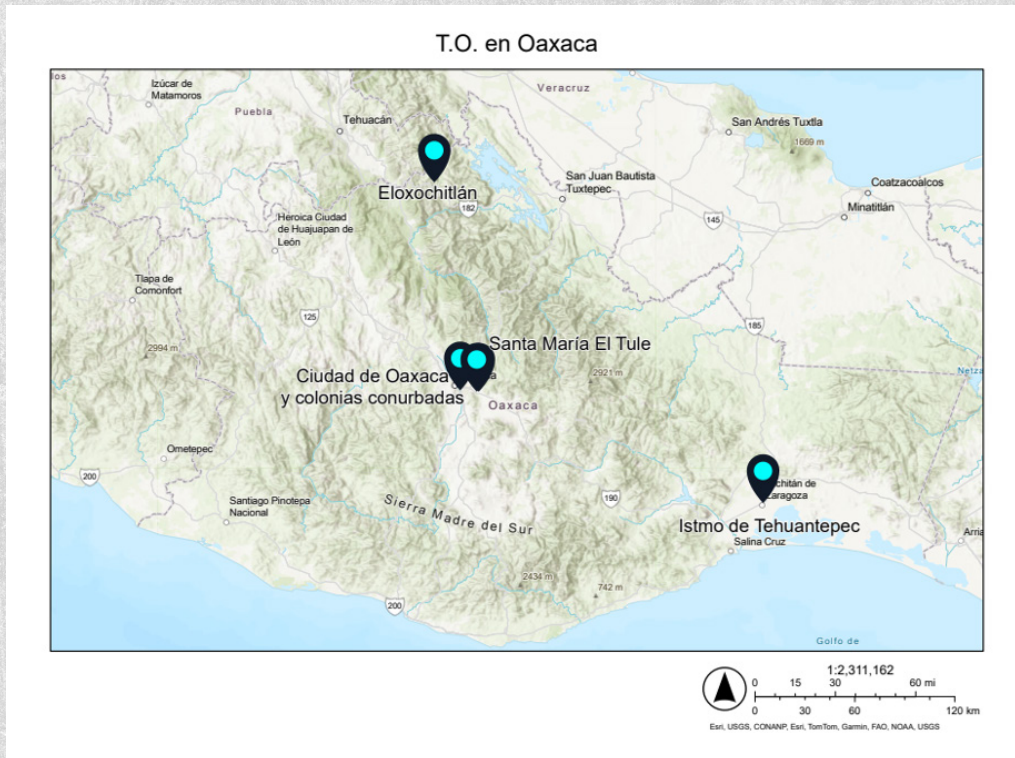 T.O. en Oaxaca
Izúcar de
Matamoros
Puebla
Tehuacán
Veracruz
San Andrés Tuxtla
1669 m
Coatzacoalcos
Minatitlán
San Juan Bautista
Tuxtepec
Eloxochitlán
182
145
Heroica Ciudad
de Huajuapan de
León
Tlapa de
Comonfort
125
185
2994 m
Santa María El Tule
2921 m
Ciudad de Oaxaca
y colonias conurbadas
Oaxaca
Ometepec
200
Santiago Pinotepa
Nacional
Sierra Madre del Sur
190
Istmo de Tehuantepec
Salina Cruz
2434 m
742 m
200
Golfo de
1:2,311,162
0 15 30 60 mi
0 30 60 120 km
Esri, USGS, CONANP, Esri, TomTom, Garmin, FAO, NOAA, USGS